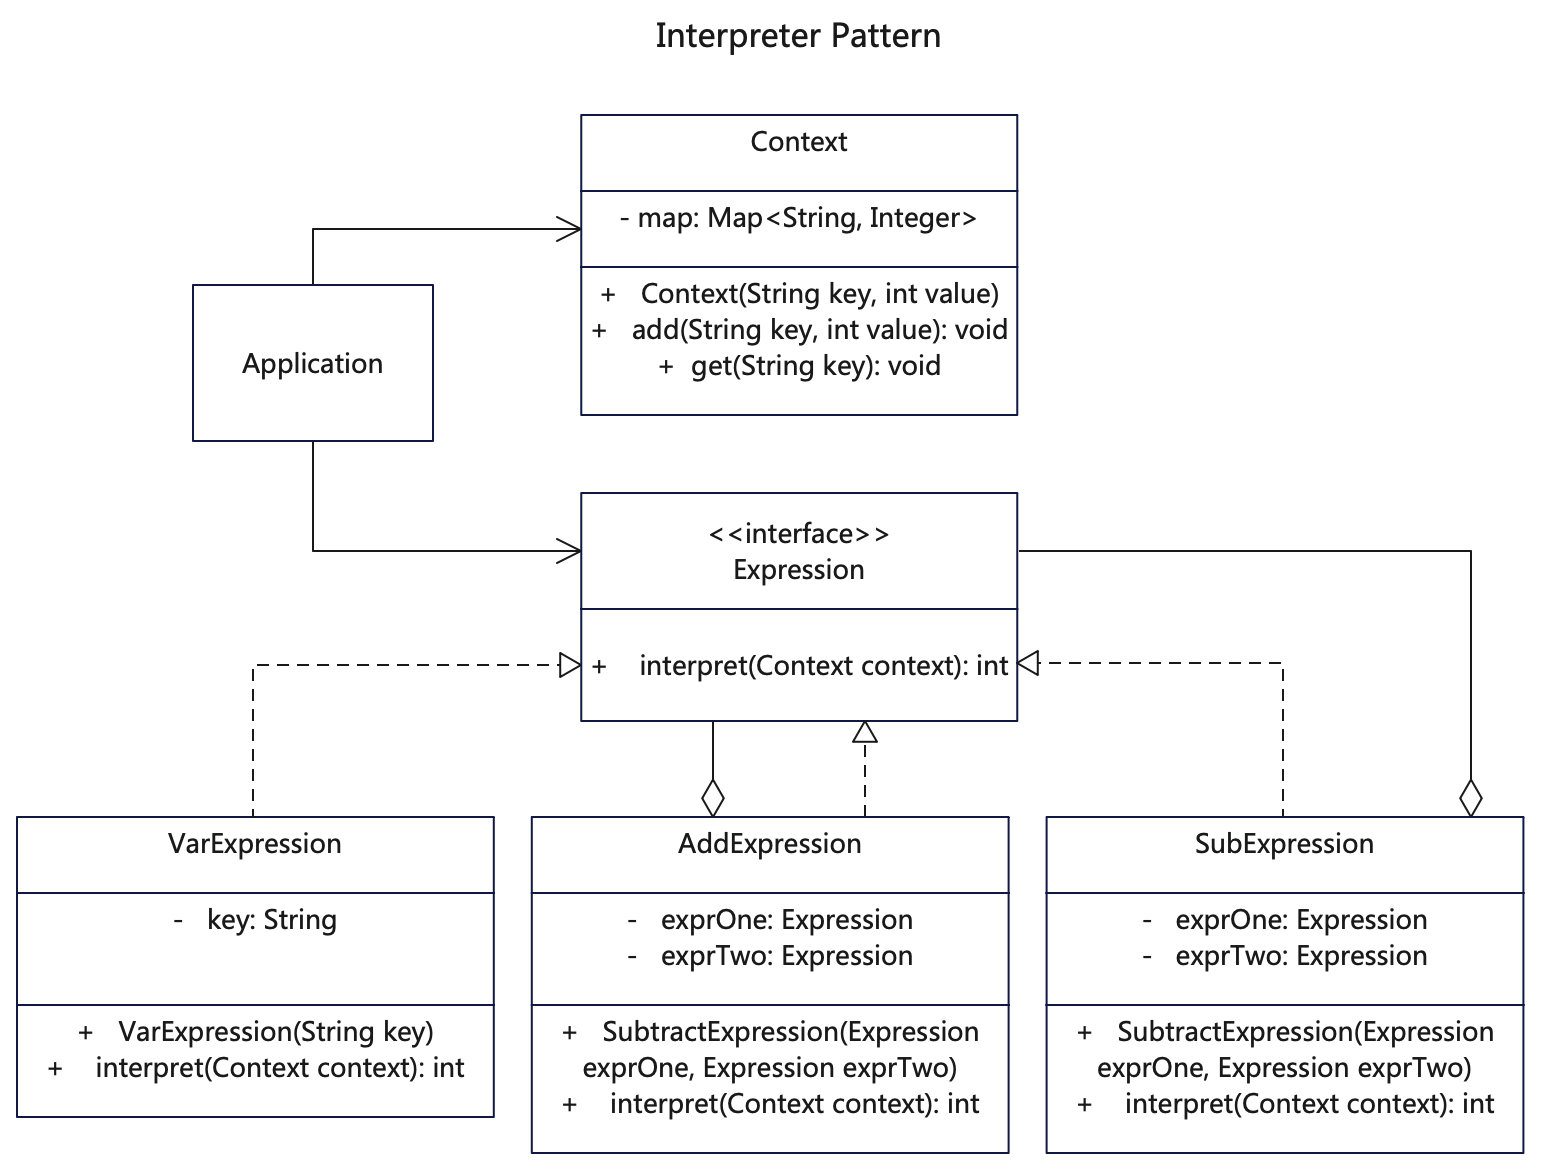 Interpreter Pattern
Context
- map: Map<String, Integer>
+ Context(String key, int value)
+ add(String key, int value): void
+ get(String key): void
Application
<<interface>>
Expression
+ interpret(Context context): int
VarExpression
- key: String
+ VarExpression(String key)
+ interpret(Context context): int
AddExpression
- exprOne: Expression
- exprTwo: Expression
+ SubtractExpression(Expression
exprOne, Expression exprTwo)
+ interpret(Context context): int
SubExpression
- exprOne: Expression
- exprTwo: Expression
+ SubtractExpression(Expression
exprOne, Expression exprTwo)
+ interpret(Context context): int